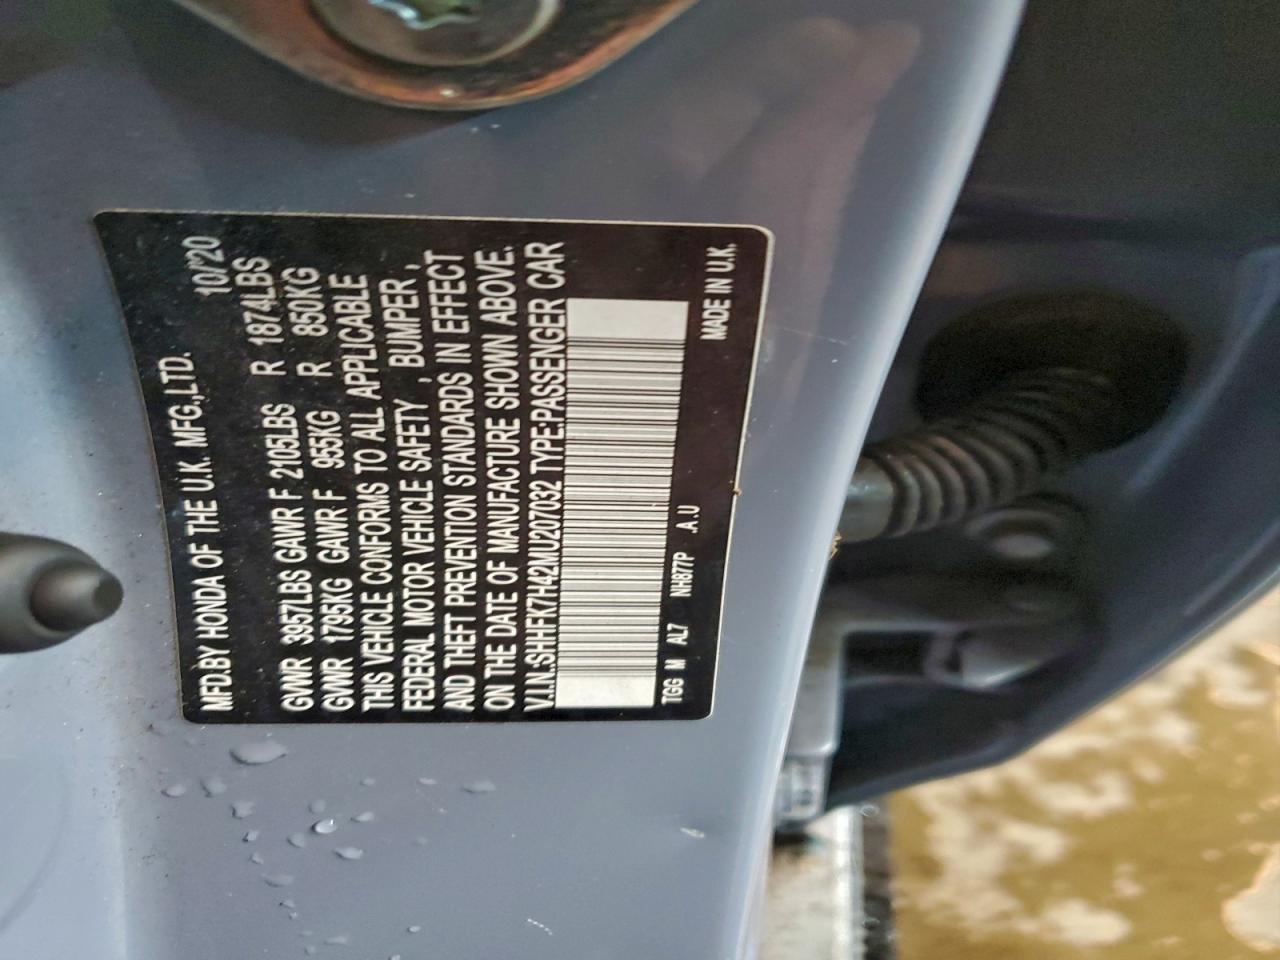 MFD.BY HONDA OF THE U.K. MFG.,LTD. 10/'20
GVWR 3957LBS GAWR F 2105LBS R 1874LBS
GVWR 1795KG GAWR F 955KG R 850KG
THIS VEHICLE CONFORMS TO ALL APPLICABLE
FEDERAL MOTOR VEHICLE SAFETY, BUMPER,
AND THEFT PREVENTION STANDARDS IN EFFECT
ON THE DATE OF MANUFACTURE SHOWN ABOVE.
V.I.N.:SHHFK7H42MU207032 TYPE:PASSENGER CAR
TGG M AL7 NH877P .A.U MADE IN U.K.